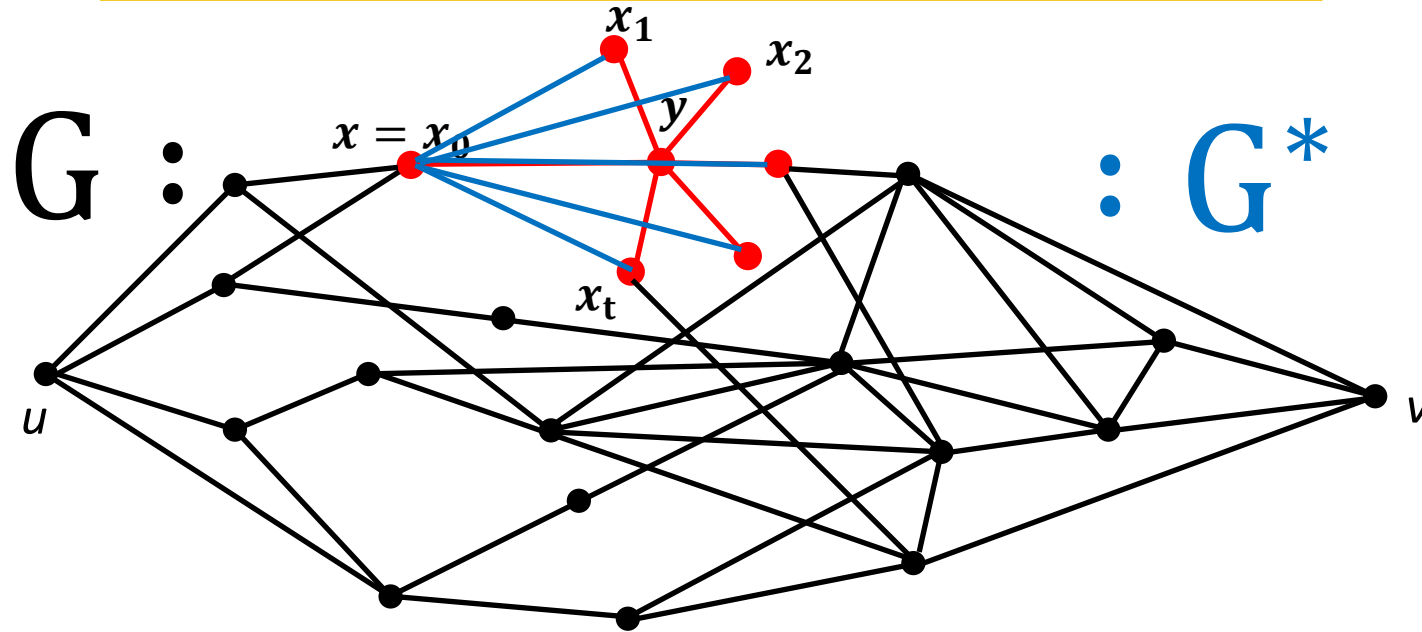 x₁
x₂
y
x = x₀
G :
: G*
xₜ
u
v